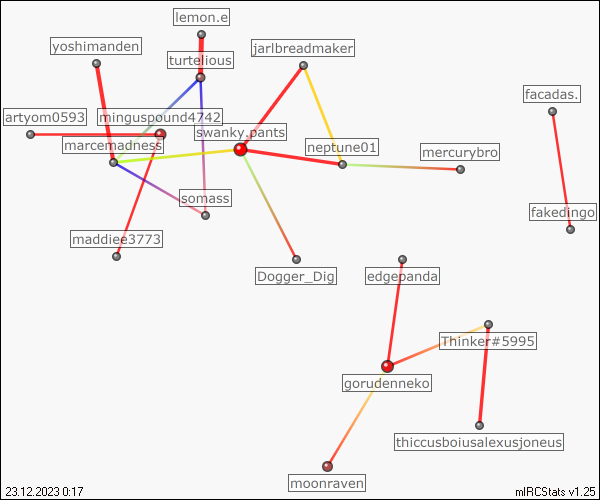 lemon.e
yoshimanden
jarlbreadmaker
turtelious
facadas.
artyom0593
minguspound4742
swanky.pants
marcemadness
neptune01
mercurybro
somass
fakedingo
maddiee3773
Dogger_Dig
edgepanda
Thinker#5995
gorudenneko
thiccusboiusalexusjoneus
moonraven
23.12.2023 0:17
mIRCStats v1.25